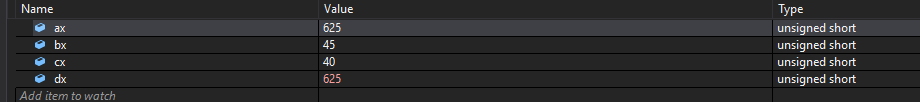 Name Value Type
ax 625 unsigned short
bx 45 unsigned short
cx 40 unsigned short
dx 625 unsigned short
Add item to watch